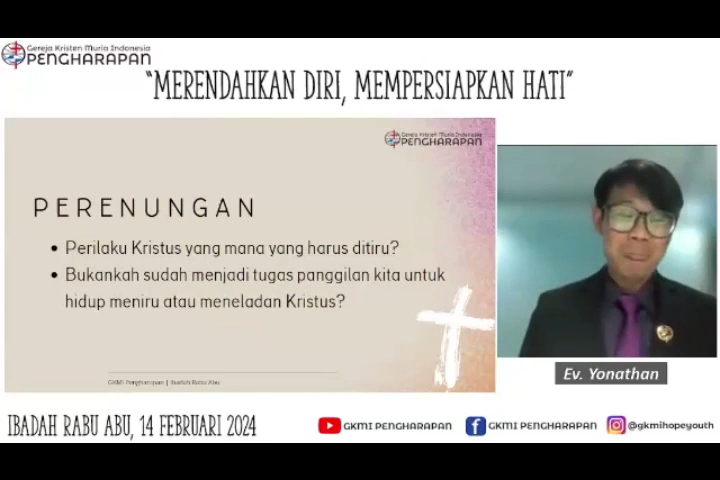 Gereja Kristen Muria Indonesia
PENGHARAPAN
"MERENDAHKAN DIRI, MEMPERSIAPKAN HATI"
Gereja Kristen Muria Indonesia
PENGHARAPAN
PERENUNGAN
• Perilaku Kristus yang mana yang harus ditiru?
• Bukankah sudah menjadi tugas panggilan kita untuk
hidup meniru atau meneladan Kristus?
GKMI Pengharapan | Ibadah Rabu Abu
Ev. Yonathan
IBADAH RABU ABU, 14 FEBRUARI 2024
GKMI PENGHARAPAN
GKMI PENGHARAPAN
@gkmihopeyouth